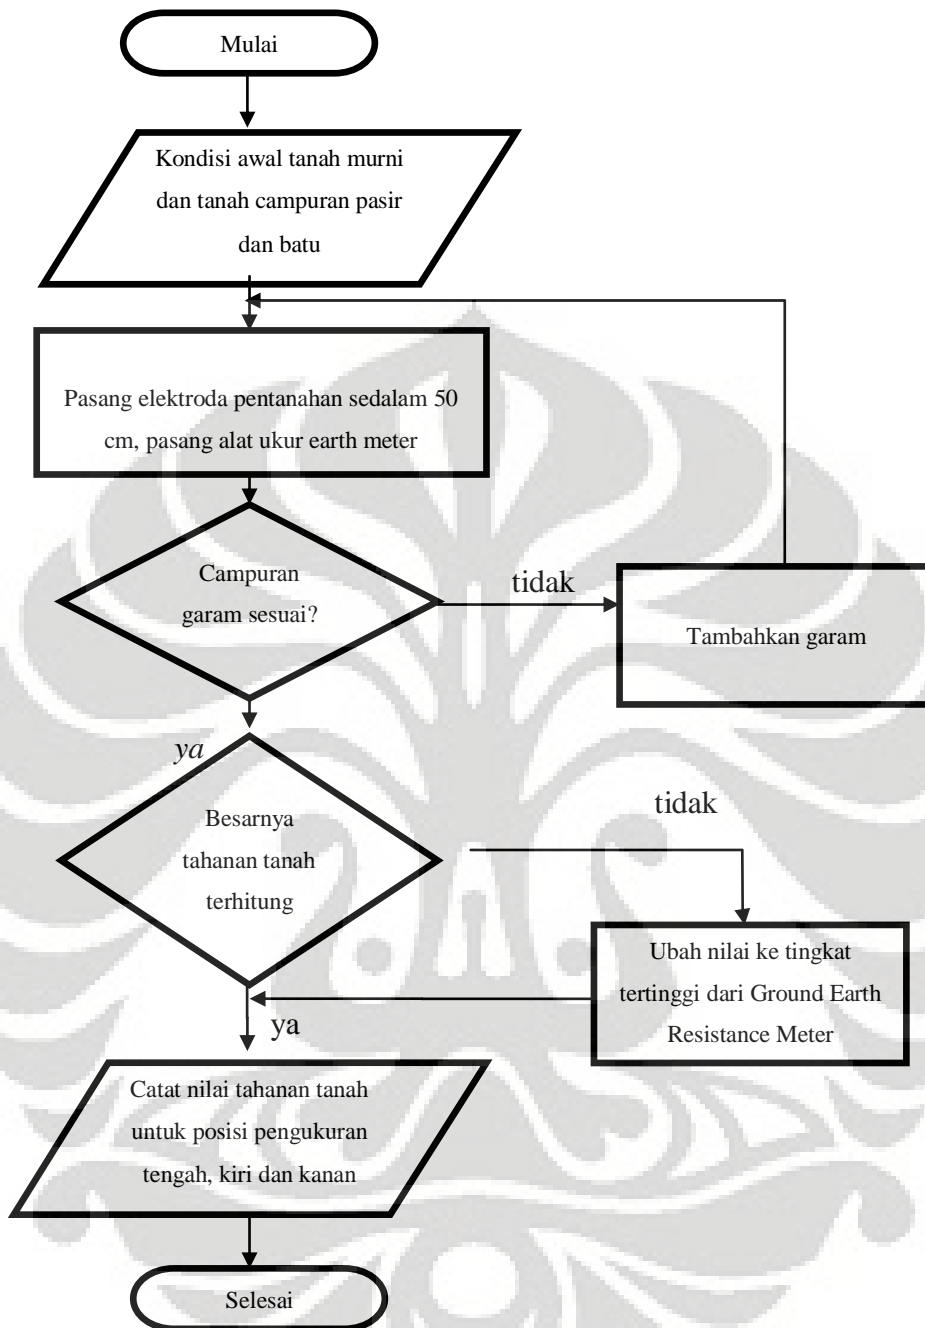 Mulai
Kondisi awal tanah murni
dan tanah campuran pasir
dan batu
Pasang elektroda pentanahan sedalam 50
cm, pasang alat ukur earth meter
Campuran
garam sesuai?
tidak
Tambahkan garam
ya
Besarnya
tahanan tanah
terhitung
tidak
Ubah nilai ke tingkat
tertinggi dari Ground Earth
Resistance Meter
ya
Catat nilai tahanan tanah
untuk posisi pengukuran
tengah, kiri dan kanan
Selesai